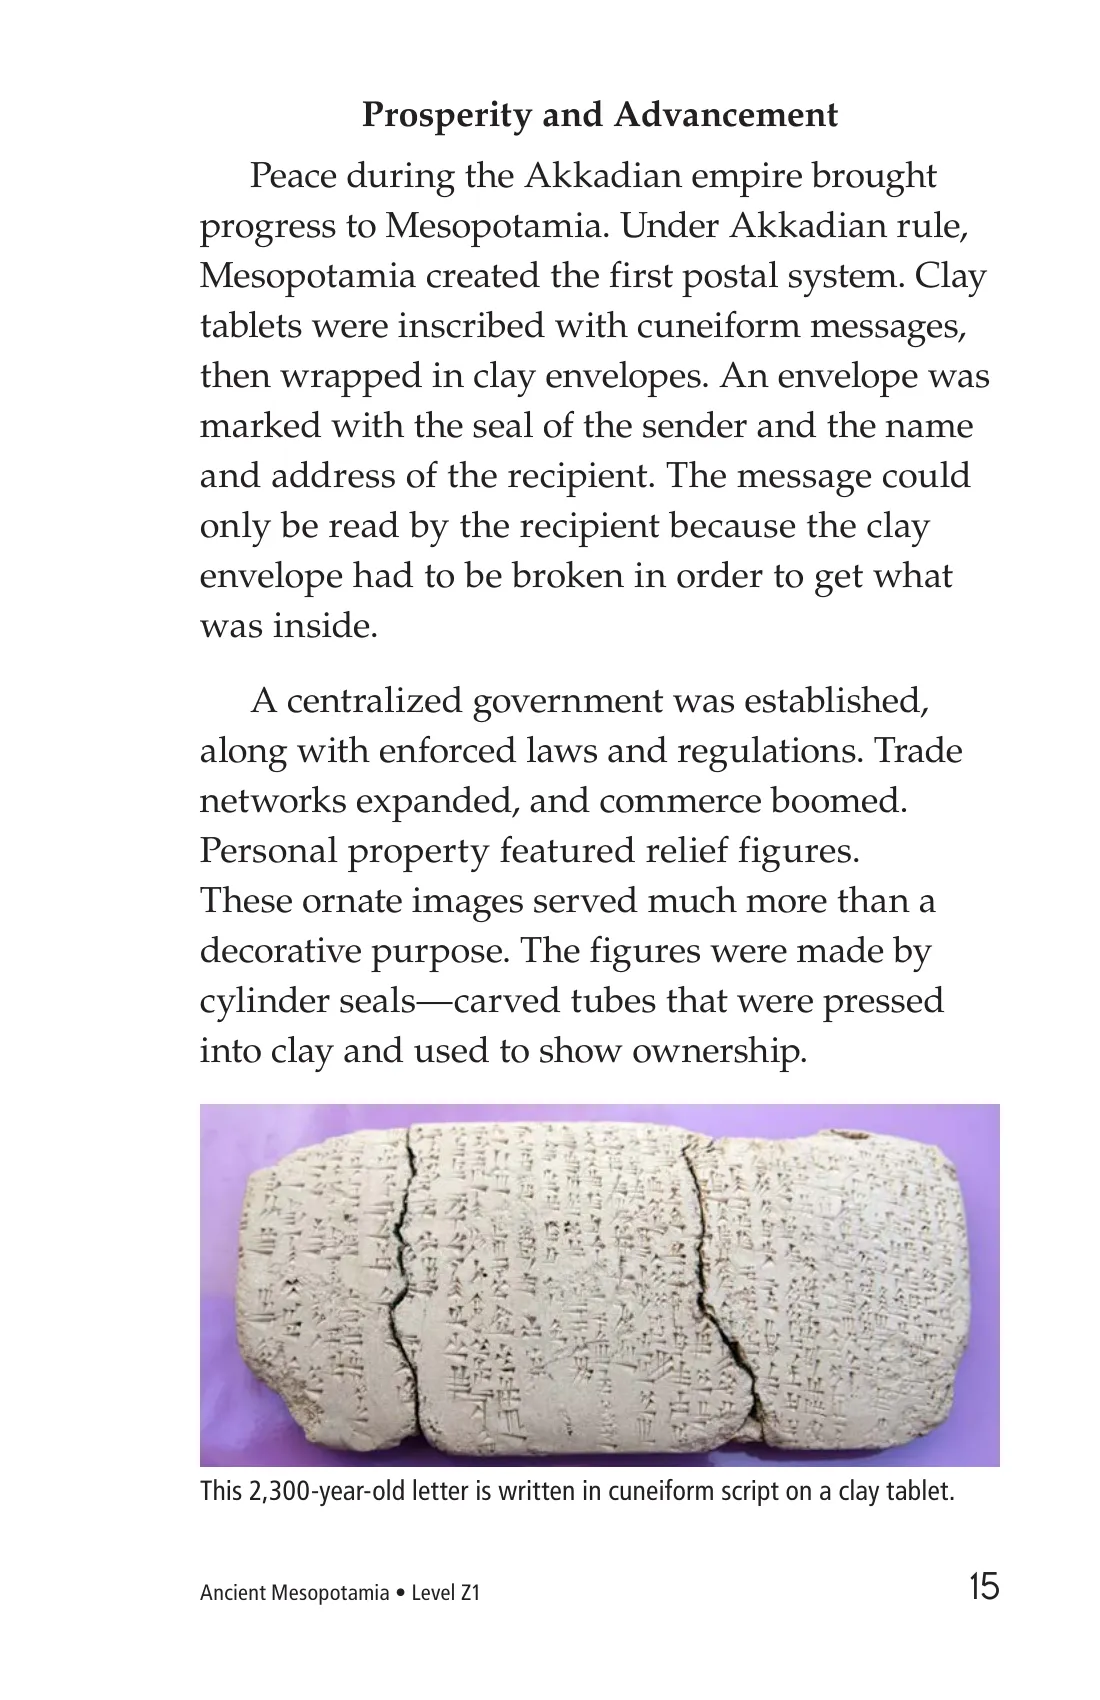 Prosperity and Advancement
Peace during the Akkadian empire brought
progress to Mesopotamia. Under Akkadian rule,
Mesopotamia created the first postal system. Clay
tablets were inscribed with cuneiform messages,
then wrapped in clay envelopes. An envelope was
marked with the seal of the sender and the name
and address of the recipient. The message could
only be read by the recipient because the clay
envelope had to be broken in order to get what
was inside.
A centralized government was established,
along with enforced laws and regulations. Trade
networks expanded, and commerce boomed.
Personal property featured relief figures.
These ornate images served much more than a
decorative purpose. The figures were made by
cylinder seals—carved tubes that were pressed
into clay and used to show ownership.
This 2,300-year-old letter is written in cuneiform script on a clay tablet.
Ancient Mesopotamia • Level Z1
15